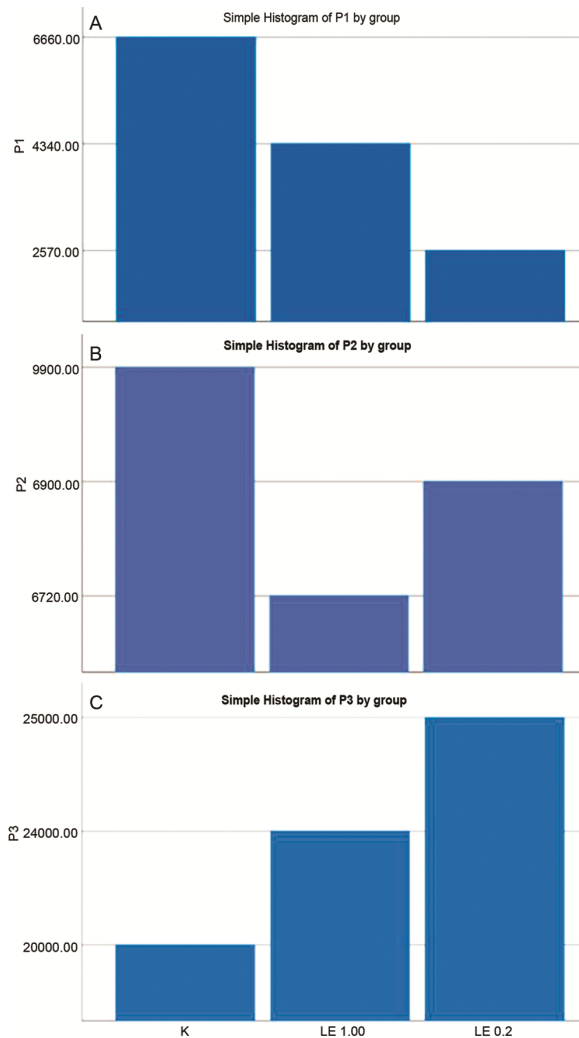 A
Simple Histogram of P1 by group
6660.00
P1
4340.00
2570.00
B
Simple Histogram of P2 by group
9900.00
P2
6900.00
6720.00
C
Simple Histogram of P3 by group
25000.00
P3
24000.00
20000.00
K LE 1.00 LE 0.2